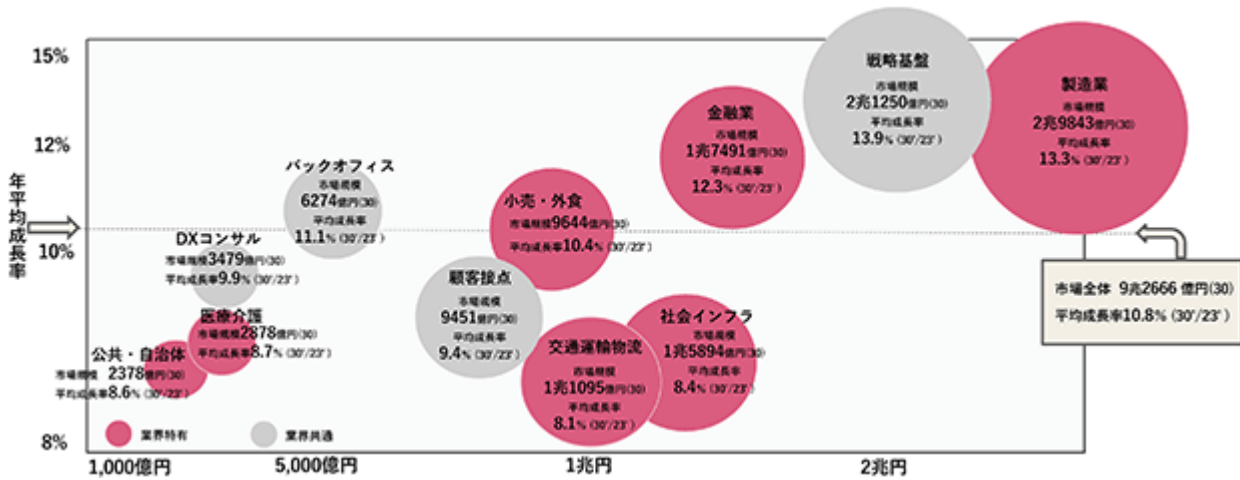 年平均成長率
15%
12%
10%
8%
戦略基盤
市場規模
2兆1250億円(30)
平均成長率
13.9% (30'/23')
製造業
市場規模
2兆9843億円(30)
平均成長率
13.3% (30'/23')
金融業
市場規模
1兆7491億円(30)
平均成長率
12.3% (30'/23')
バックオフィス
市場規模
6274億円(30)
平均成長率
11.1% (30'/23')
小売・外食
市場規模9644億円(30)
平均成長率10.4% (30'/23')
DXコンサル
市場規模3479億円(30)
平均成長率9.9% (30'/23')
顧客接点
市場規模
9451億円(30)
平均成長率
9.4% (30'/23')
医療介護
市場規模2878億円(30)
平均成長率8.7% (30'/23')
公共・自治体
市場規模 2378億円(30)
平均成長率8.6% (30'/23')
交通運輸物流
市場規模
1兆1095億円(30)
平均成長率
8.1% (30'/23')
社会インフラ
市場規模
1兆5894億円(30)
平均成長率
8.4% (30'/23')
市場全体 9兆2666 億円(30)
平均成長率10.8% (30'/23')
業界特有
業界共通
1,000億円
5,000億円
1兆円
2兆円